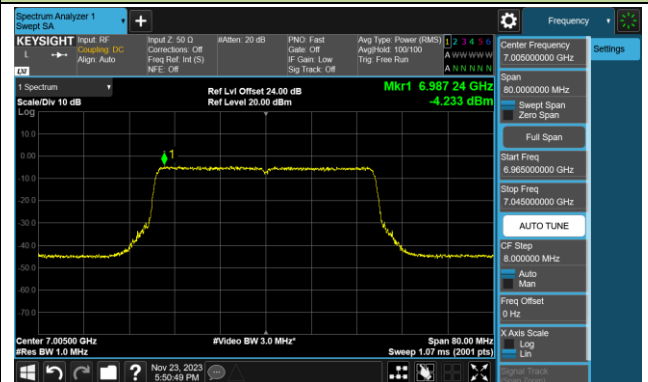 Spectrum Analyzer 1
Swept SA
Frequency
KEYSIGHT
Input: RF
Coupling: DC
Align: Auto
Input Z: 50 Ω
Corrections: Off
Freq Ref: Int (S)
NFE: Off
#Atten: 20 dB
PNO: Fast
Gate: Off
IF Gain: Low
Sig Track: Off
Avg Type: Power (RMS)
Avg|Hold: 100/100
Trig: Free Run
1 2 3 4 5 6
A W W W W W
A N N N N N
L
LXI
1 Spectrum
Scale/Div 10 dB
Log
Ref Lvl Offset 24.00 dB
Ref Level 20.00 dBm
Mkr1 6.987 24 GHz
-4.233 dBm
1
10.0
0.00
-10.0
-20.0
-30.0
-40.0
-50.0
-60.0
-70.0
Center 7.00500 GHz
#Res BW 1.0 MHz
#Video BW 3.0 MHz*
Span 80.00 MHz
Sweep 1.07 ms (2001 pts)
Nov 23, 2023
5:50:49 PM
Center Frequency
7.005000000 GHz
Settings
Span
80.0000000 MHz
Swept Span
Zero Span
Full Span
Start Freq
6.965000000 GHz
Stop Freq
7.045000000 GHz
AUTO TUNE
CF Step
8.000000 MHz
Auto
Man
Freq Offset
0 Hz
X Axis Scale
Log
Lin
Signal Track